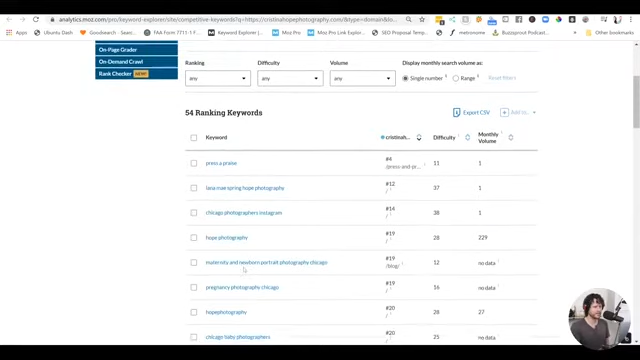 analytics.moz.com/pro/keyword-explorer/site/competitive-keywords?q=cristinahopephotography.com/&type=domain&lo
Apps
Ubuntu Dash
Goodsearch - Search
FAA Form 7711-1 F
Keyword Explorer |
Moz Pro
Moz Pro Link Explor
SEO Proposal Temp
metronome
Buzzsprout Podcast
Other bookmarks
On-Page Grader
On-Demand Crawl
Rank Checker NEW!
Ranking
any
Difficulty
any
Volume
any
Display monthly search volume as:
Single number
Range
Reset filters
54 Ranking Keywords
Export CSV
Add to...
Keyword cristinah... Difficulty Monthly Volume
press a praise #4 /press-and-pr... 11 1
lana mae spring hope photography #12 / 37 1
chicago photographers instagram #14 / 38 1
hope photography #19 / 28 229
maternity and newborn portrait photography chicago #19 /blog/ 12 no data
pregnancy photography chicago #19 / 16 no data
hopephotography #20 / 28 27
chicago baby photographers #20 / 25 no data